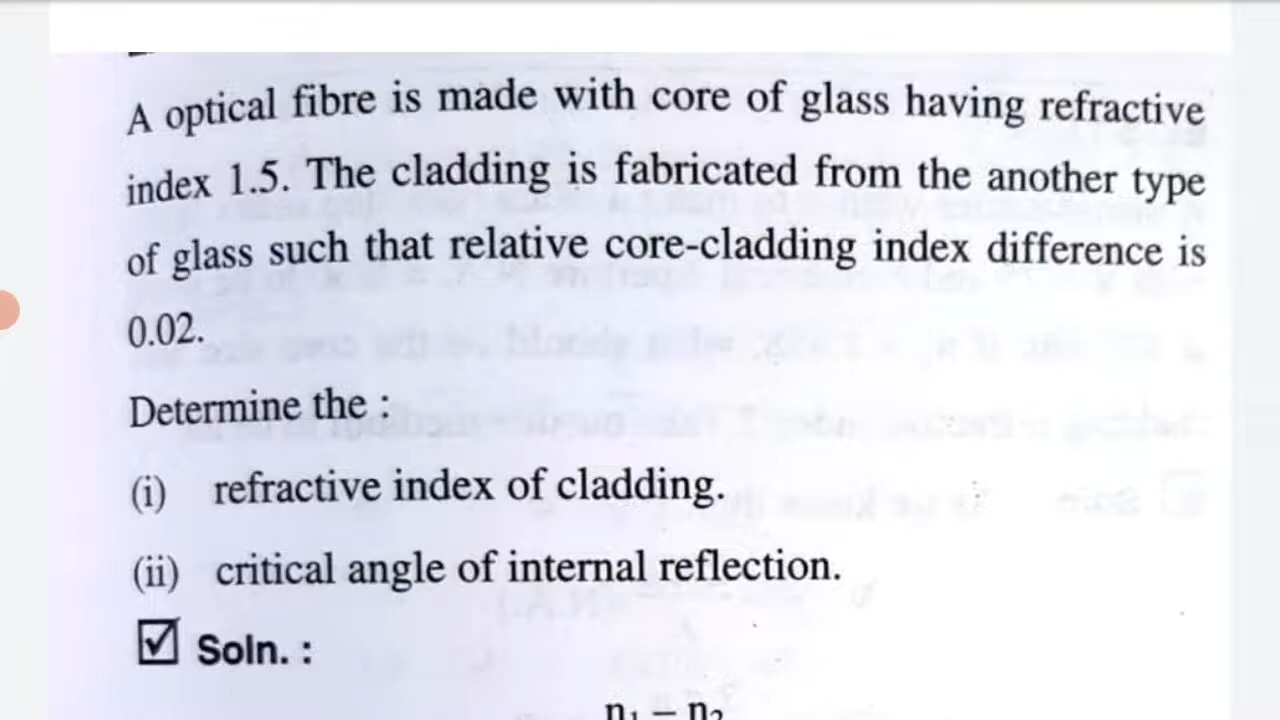 A optical fibre is made with core of glass having refractive
index 1.5. The cladding is fabricated from the another type
of glass such that relative core-cladding index difference is
0.02.
Determine the :
(i) refractive index of cladding.
(ii) critical angle of internal reflection.
☑ Soln. :
n₁ – n₂